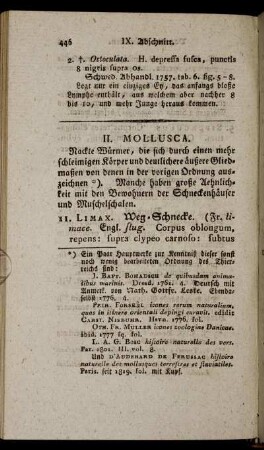 446 IX. Abschnitt.
2. †. Octoculata. H. depressa fusca, punctis
8 nigris supra os.
Schwed. Abhandl. 1757. tab. 6. fig. 5-8.
Legt nur ein einziges Ey, das anfangs bloße
Lymphe enthält, aus welchem aber nachher 8
bis 10, und mehr Junge heraus kommen.
II. MOLLUSCA.
Nackte Würmer, die sich durch einen mehr
schleimigen Körper und deutlichere äußere Glied-
maßen von denen in der vorigen Ordnung aus-
zeichnen *). Manche haben große Aehnlich-
keit mit den Bewohnern der Schneckenhäuser
und Muschelschalen.
11. LIMAX. Weg-Schnecke. (Fr. li-
mace. Engl. slug. Corpus oblongum,
repens: supra clypeo carnoso: subtus
*) Ein Paar Hauptwerke zur Kenntniß dieser sonst
noch wenig bearbeiteten Ordnung des Thier-
reichs sind:
J. BAPT. BOHADSCH de quibusdam anima-
libus marinis. Dresd. 1761. 4. Deutsch mit
Anmerk. von Nath. Gottfr. Leske. Ebenda-
selbst 1776. 4.
PETR. FORSKÅL icones rerum naturalium,
quas in itinere orientali depingi curavit. edidit
CARST. NIEBUHR. Havn. 1776. fol.
OTH. FR. MULLER icones zoologiae Danicae.
ibid. 1777 sq. fol.
L. A. G. BOSC histoire naturelle des vers.
Par. 1801. III. vol. 8.
Und D'AUDEBARD DE FERUSSAC histoire
naturelle des mollusques terrestres et fluviatiles.
Paris. seit 1819. fol. mit Kupf.